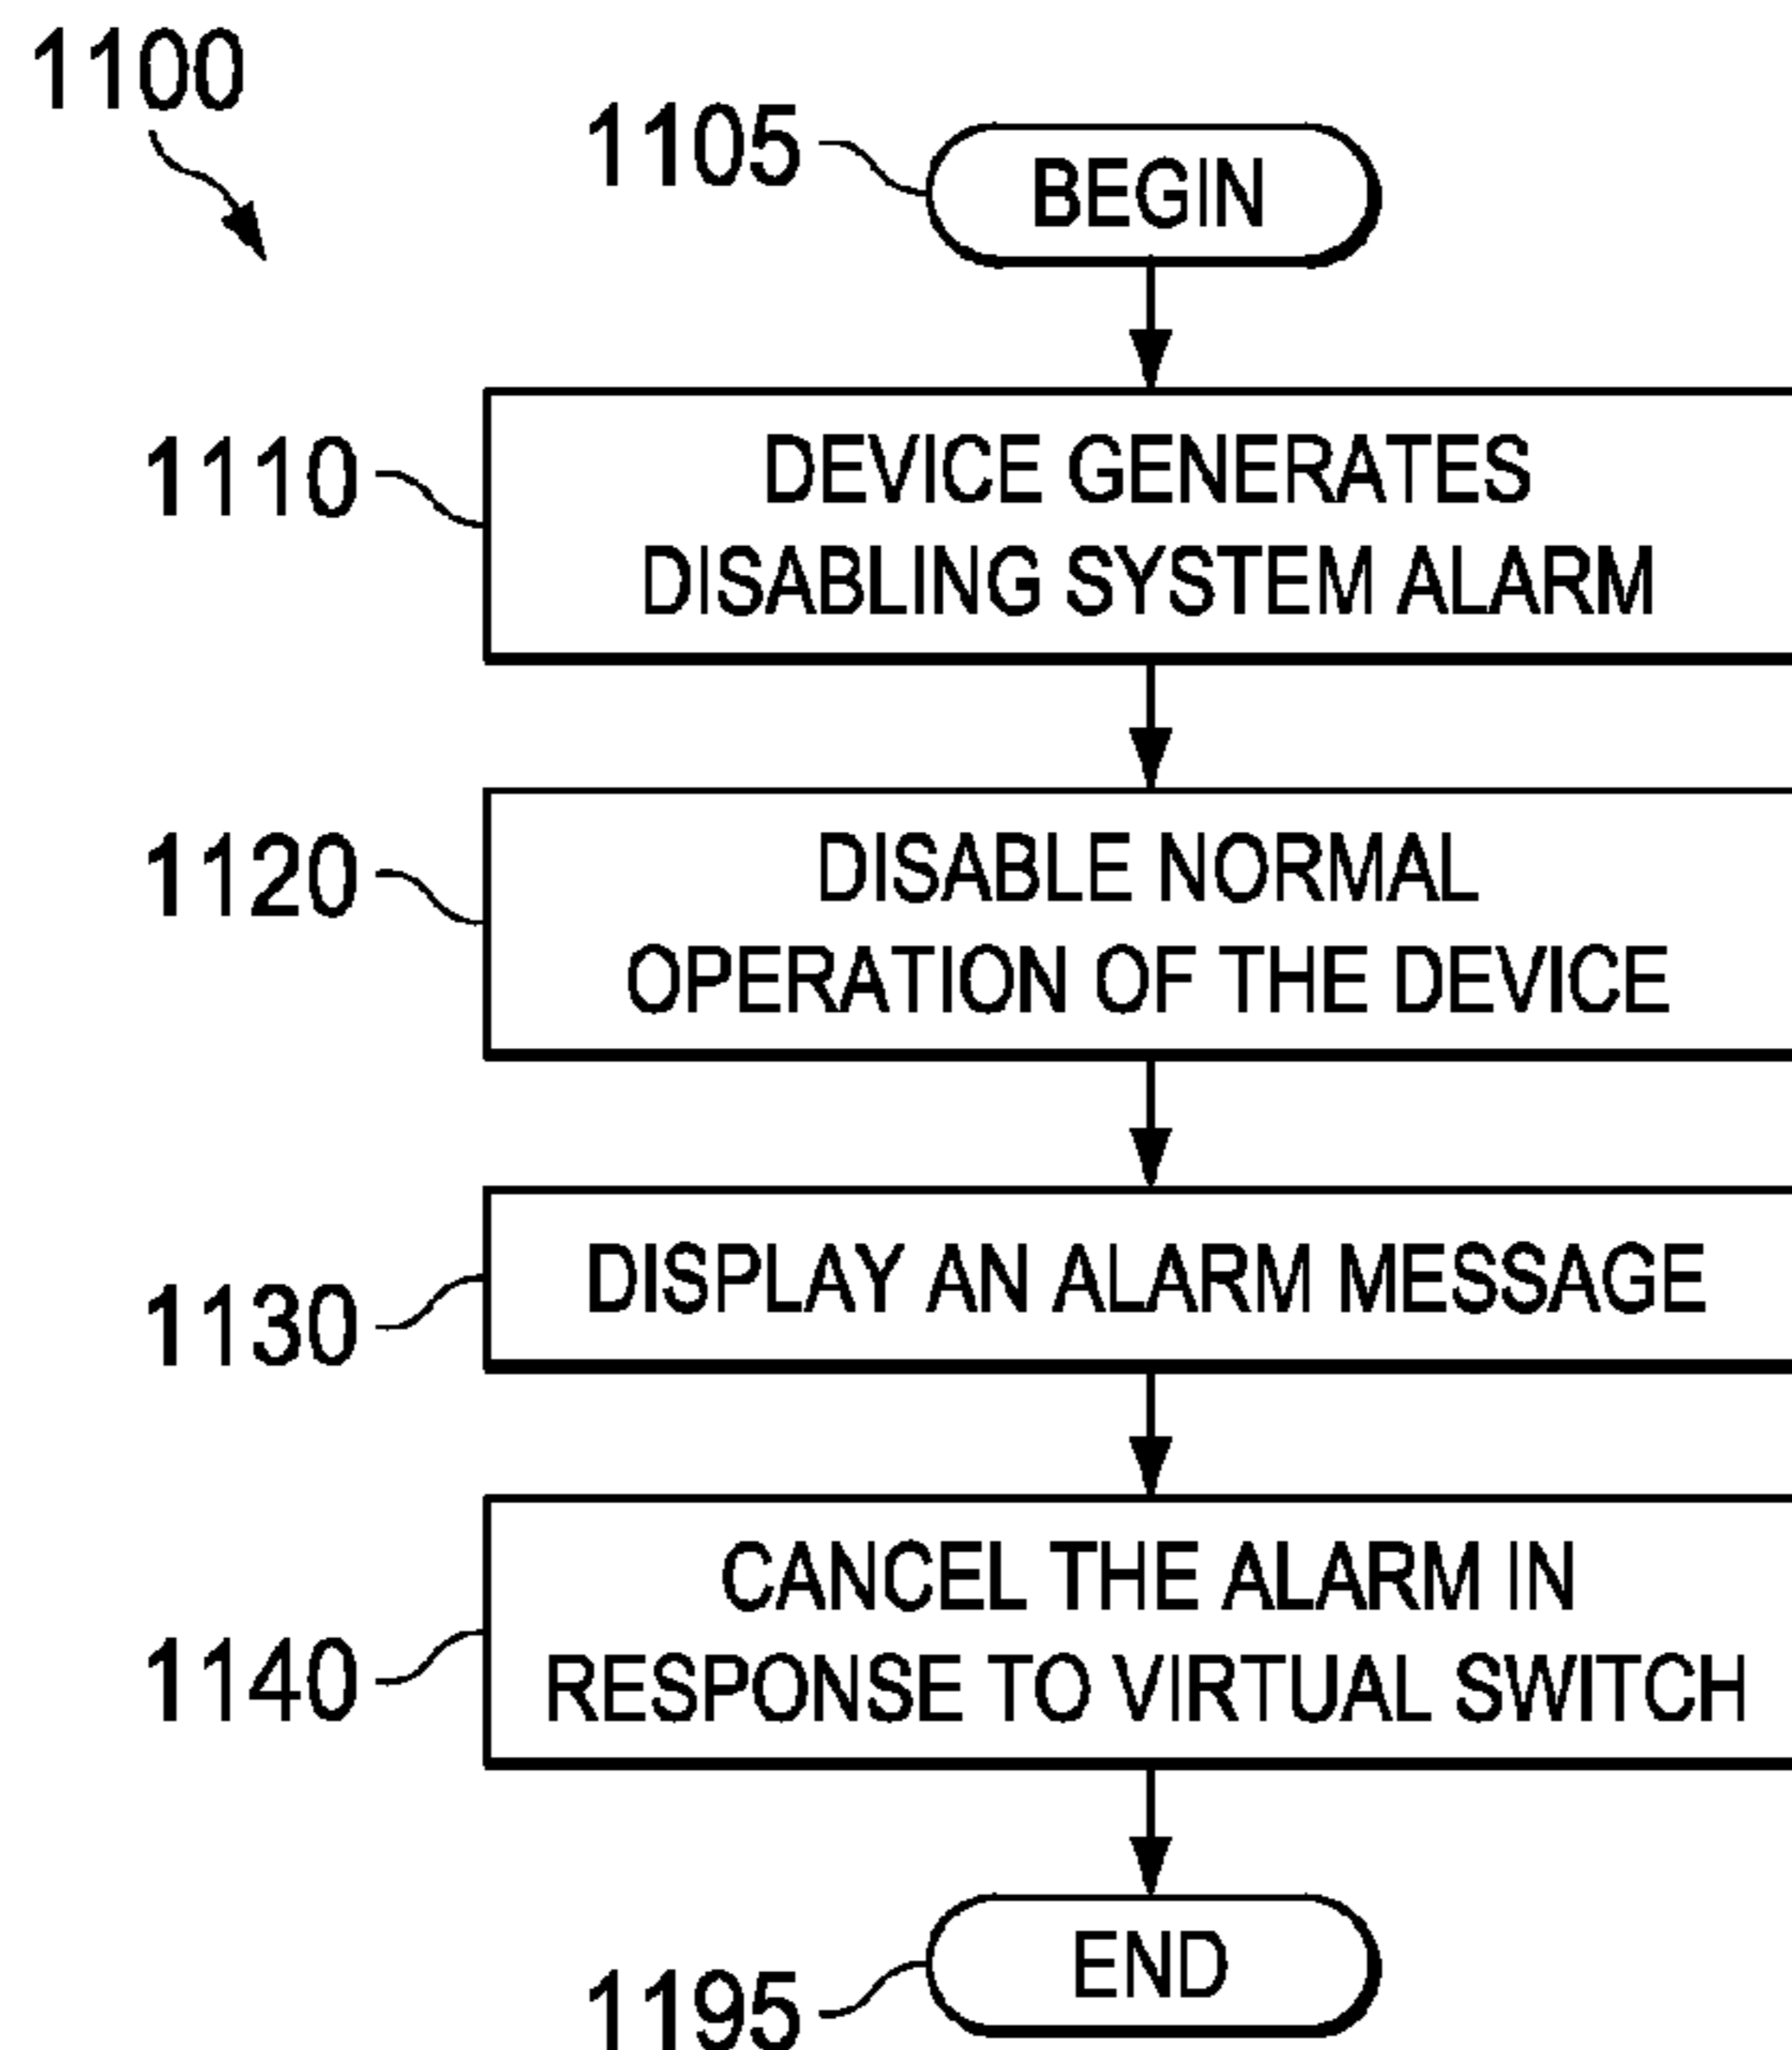 1100
1105
BEGIN
1110
DEVICE GENERATES
DISABLING SYSTEM ALARM
1120
DISABLE NORMAL
OPERATION OF THE DEVICE
1130
DISPLAY AN ALARM MESSAGE
1140
CANCEL THE ALARM IN
RESPONSE TO VIRTUAL SWITCH
1195
END